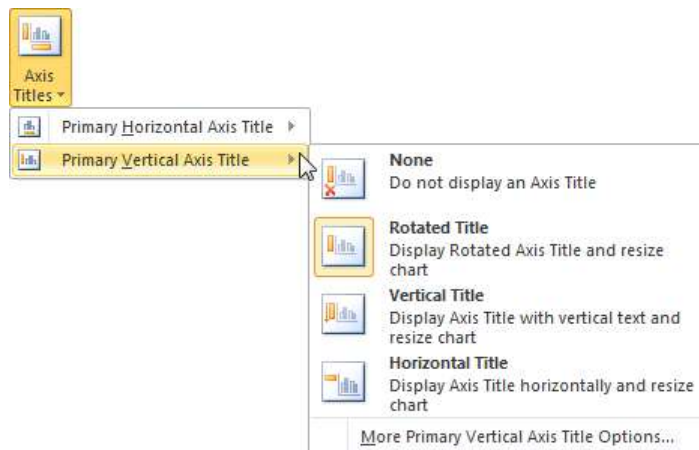 Axis
Titles
Primary Horizontal Axis Title
Primary Vertical Axis Title
None
Do not display an Axis Title
Rotated Title
Display Rotated Axis Title and resize
chart
Vertical Title
Display Axis Title with vertical text and
resize chart
Horizontal Title
Display Axis Title horizontally and resize
chart
More Primary Vertical Axis Title Options...